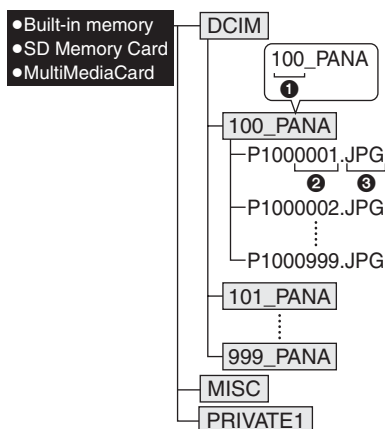 ●Built-in memory
●SD Memory Card
●MultiMediaCard
DCIM
100_PANA
❶
100_PANA
P1000001.JPG
❷ ❸
P1000002.JPG
P1000999.JPG
101_PANA
999_PANA
MISC
PRIVATE1